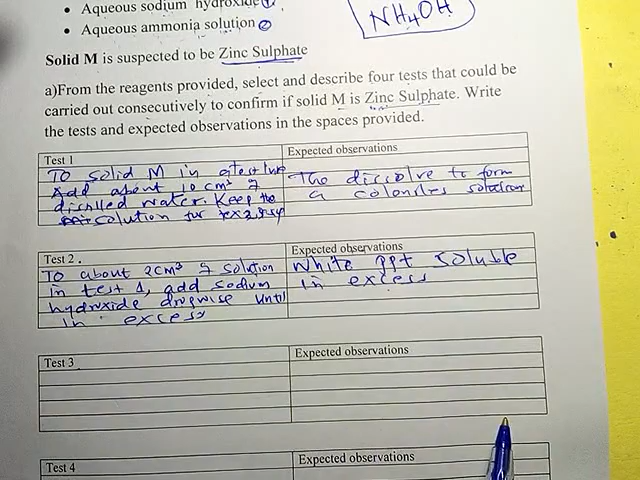 • Aqueous sodium hydroxide ①
• Aqueous ammonia solution ②
NH4OH
Solid M is suspected to be Zinc Sulphate
a)From the reagents provided, select and describe four tests that could be
carried out consecutively to confirm if solid M is Zinc Sulphate. Write
the tests and expected observations in the spaces provided.
Test 1
To solid M in a test tube
Add about 10 cm³ of
distilled water. Keep the
solution for
Expected observations
The dissolve to form
a colourless solution
Test 2 .
To about 2cm³ of solution
in test 1, add sodium
hydroxide dropwise until
in excess
Expected observations
White ppt soluble
in excess
Test 3
Expected observations
Test 4
Expected observations